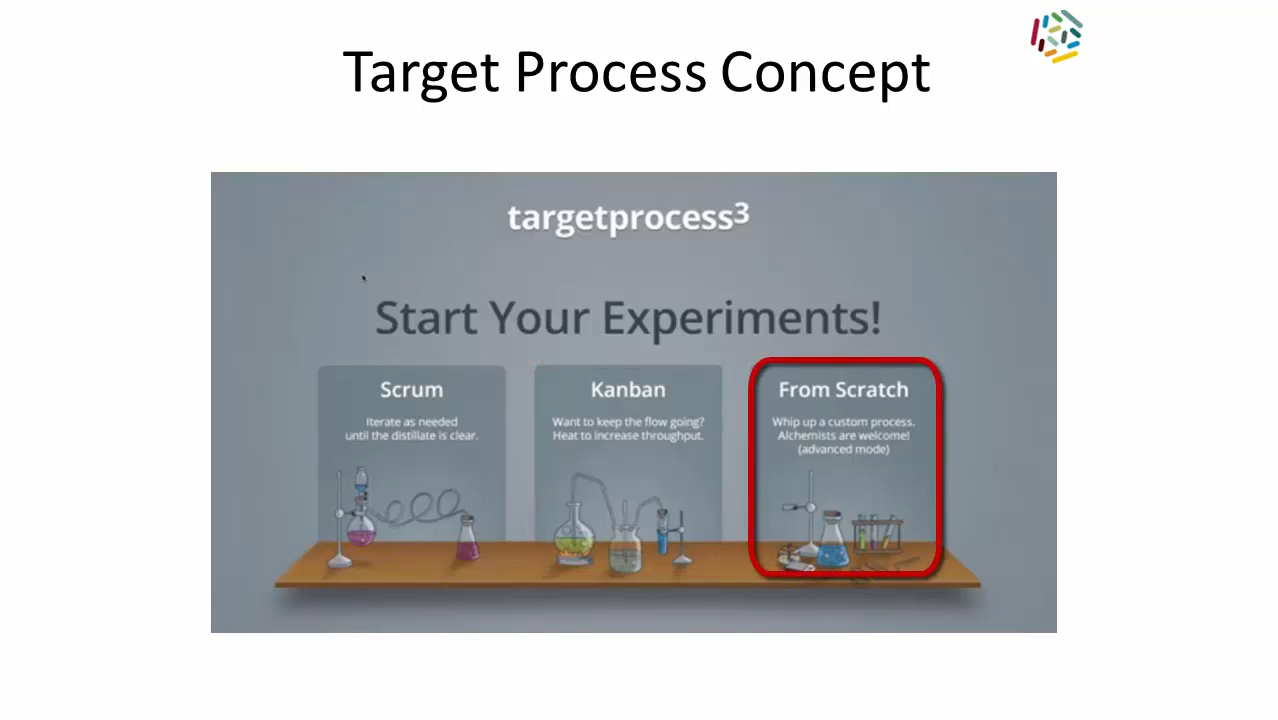 Target Process Concept
targetprocess³
Start Your Experiments!
Scrum
Iterate as needed
until the distillate is clear.
Kanban
Want to keep the flow going?
Heat to increase throughput.
From Scratch
Whip up a custom process.
Alchemists are welcome!
(advanced mode)